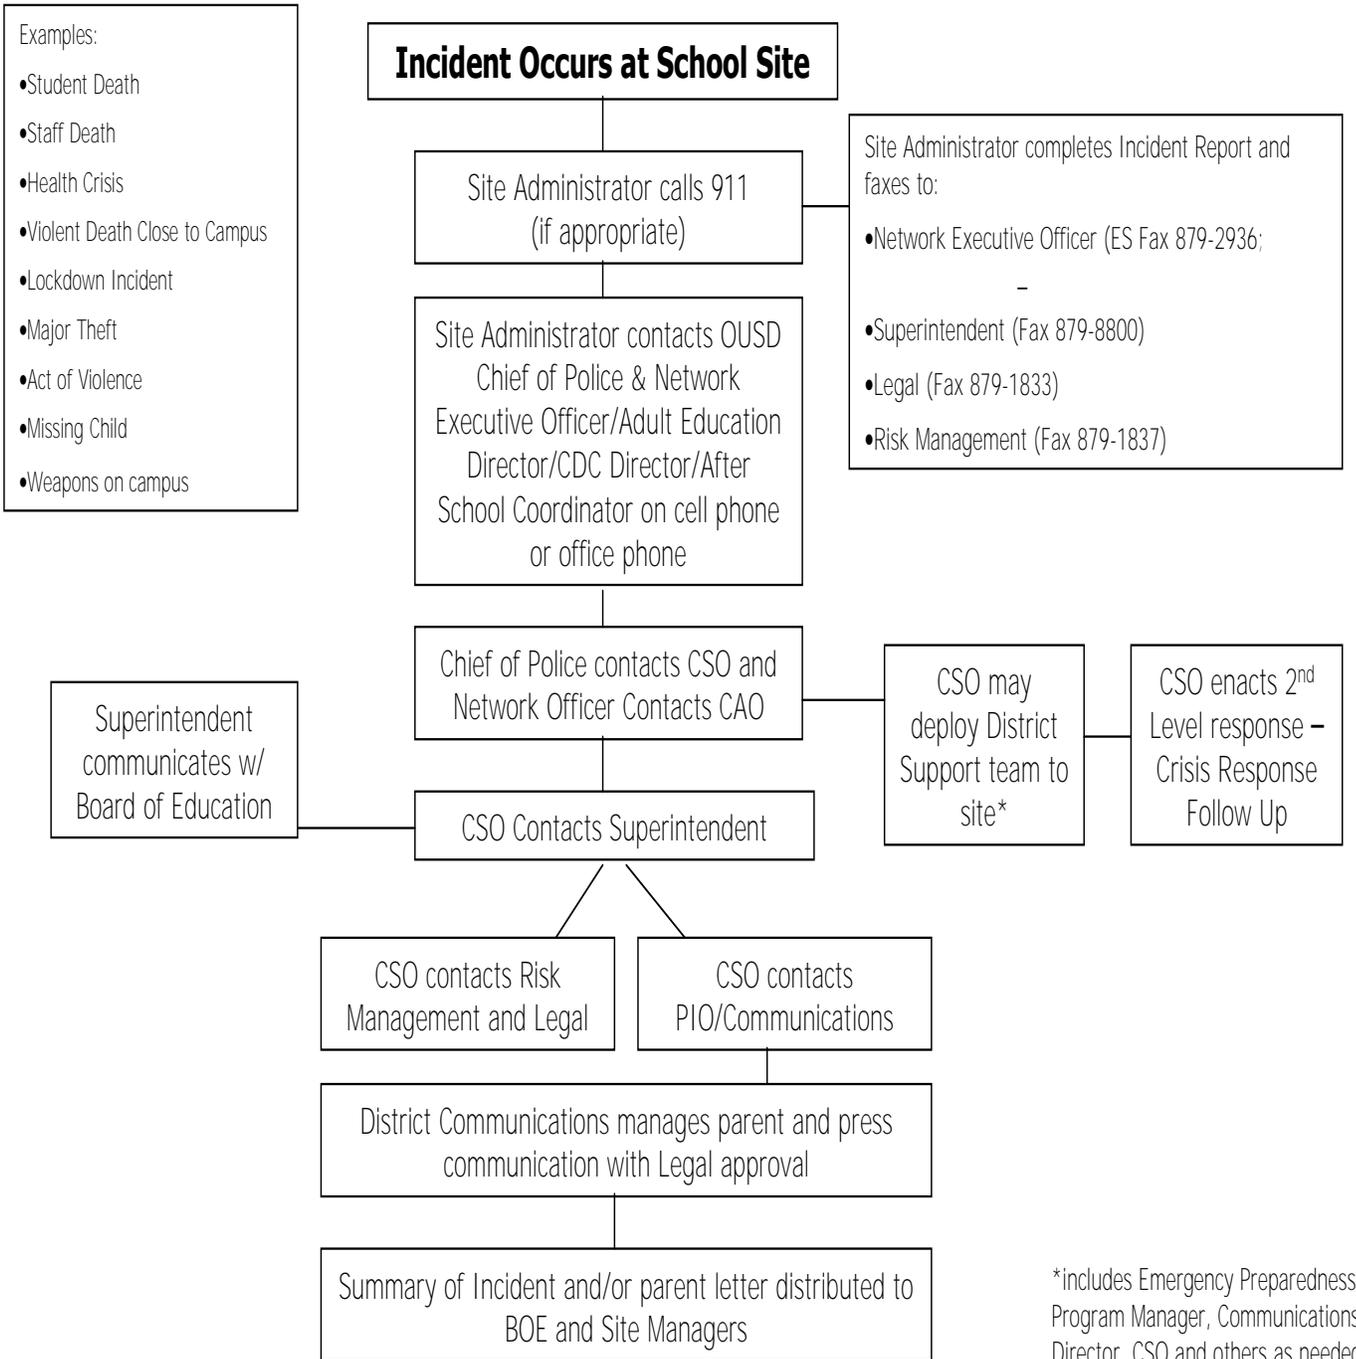 Examples:
•Student Death
•Staff Death
•Health Crisis
•Violent Death Close to Campus
•Lockdown Incident
•Major Theft
•Act of Violence
•Missing Child
•Weapons on campus
Incident Occurs at School Site
Site Administrator calls 911
(if appropriate)
Site Administrator completes Incident Report and
faxes to:
•Network Executive Officer (ES Fax 879-2936;
–
•Superintendent (Fax 879-8800)
•Legal (Fax 879-1833)
•Risk Management (Fax 879-1837)
Site Administrator contacts OUSD
Chief of Police & Network
Executive Officer/Adult Education
Director/CDC Director/After
School Coordinator on cell phone
or office phone
Chief of Police contacts CSO and
Network Officer Contacts CAO
CSO may
deploy District
Support team to
site*
CSO enacts 2nd
Level response –
Crisis Response
Follow Up
Superintendent
communicates w/
Board of Education
CSO Contacts Superintendent
CSO contacts Risk
Management and Legal
CSO contacts
PIO/Communications
District Communications manages parent and press
communication with Legal approval
Summary of Incident and/or parent letter distributed to
BOE and Site Managers
*includes Emergency Preparedness
Program Manager, Communications
Director, CSO and others as needed